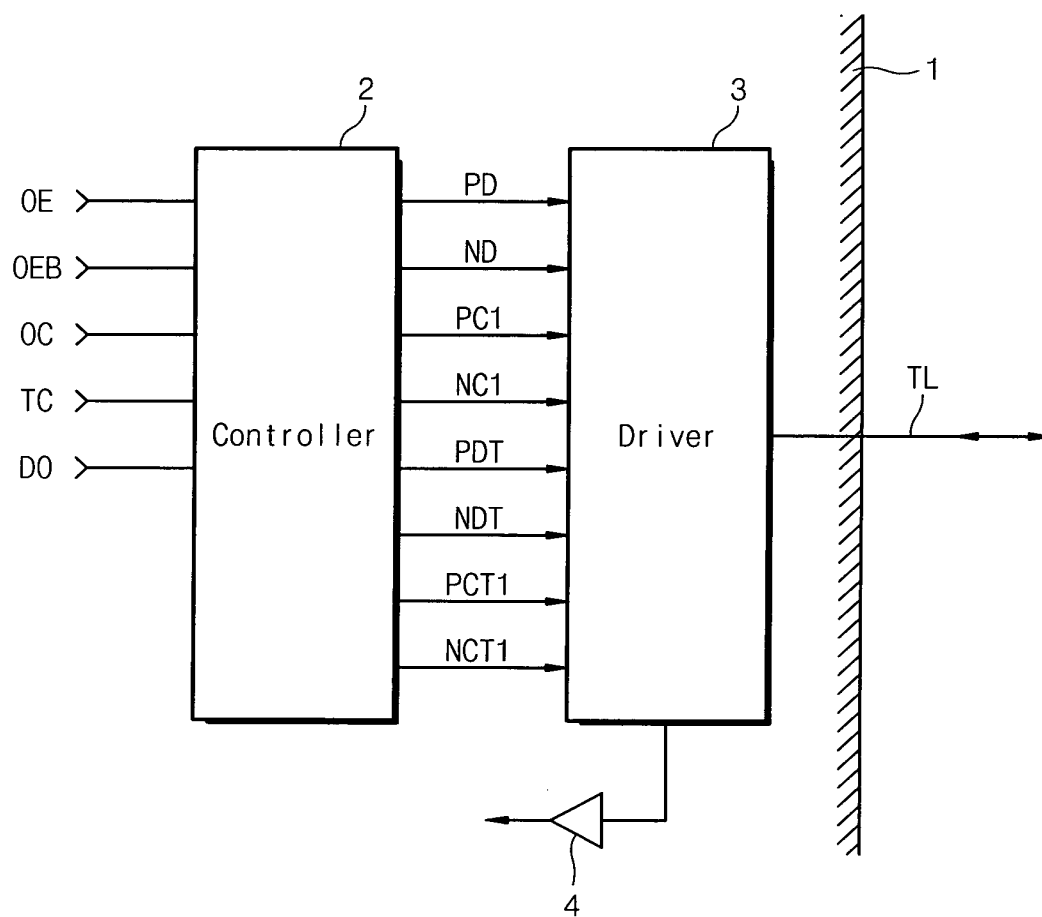 1
2
3
OE
PD
OEB
ND
OC
PC1
TC
NC1
TL
Controller
Driver
DO
PDT
NDT
PCT1
NCT1
4